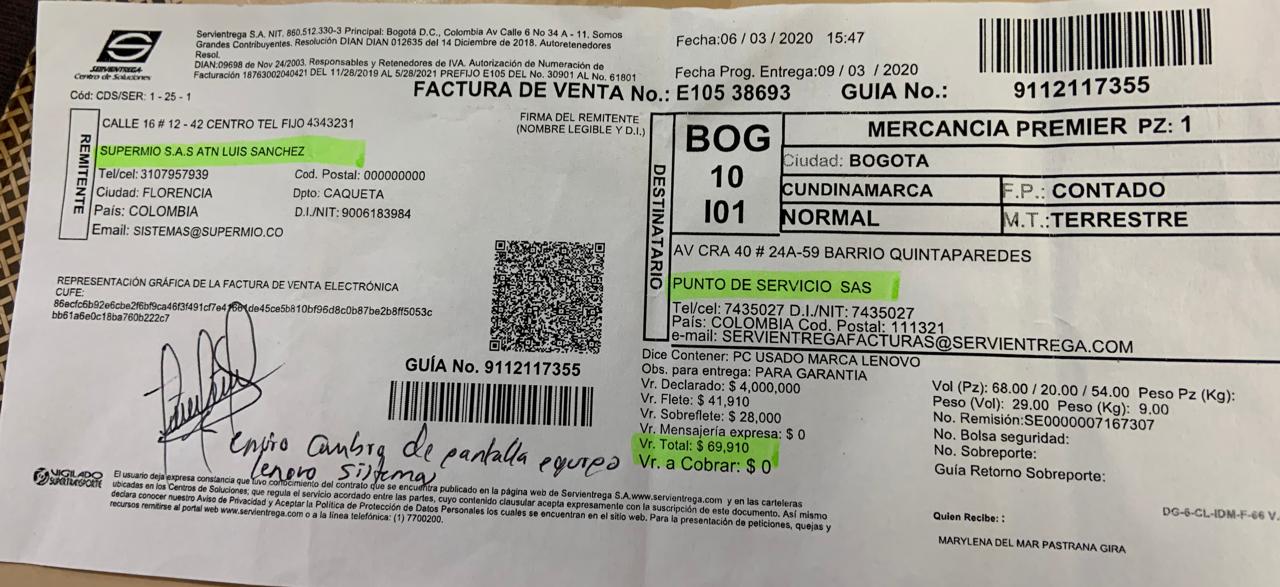 SERVIENTREGA
Centro de Soluciones
Servientrega S.A. NIT. 860.512.330-3 Principal: Bogotá D.C., Colombia Av Calle 6 No 34 A - 11. Somos
Grandes Contribuyentes. Resolución DIAN DIAN 012635 del 14 Diciembre de 2018. Autoretenedores
Resol.
DIAN:09698 de Nov 24/2003. Responsables y Retenedores de IVA. Autorización de Numeración de
Facturación 18763002040421 DEL 11/28/2019 AL 5/28/2021 PREFIJO E105 DEL No. 30901 AL No. 61801
Fecha:06 / 03 / 2020 15:47
Fecha Prog. Entrega:09 / 03 / 2020
Cód: CDS/SER: 1 - 25 - 1
FACTURA DE VENTA No.: E105 38693
GUIA No.: 9112117355
REMITENTE
CALLE 16 # 12 - 42 CENTRO TEL FIJO 4343231
SUPERMIO S.A.S ATN LUIS SANCHEZ
Tel/cel: 3107957939 Cod. Postal: 000000000
Ciudad: FLORENCIA Dpto: CAQUETA
País: COLOMBIA D.I./NIT: 9006183984
Email: SISTEMAS@SUPERMIO.CO
FIRMA DEL REMITENTE
(NOMBRE LEGIBLE Y D.I.)
DESTINATARIO
BOG
10
I01
MERCANCIA PREMIER PZ: 1
Ciudad: BOGOTA
CUNDINAMARCA F.P.: CONTADO
NORMAL M.T.: TERRESTRE
AV CRA 40 # 24A-59 BARRIO QUINTAPAREDES
PUNTO DE SERVICIO SAS
Tel/cel: 7435027 D.I./NIT: 7435027
País: COLOMBIA Cod. Postal: 111321
e-mail: SERVIENTREGAFACTURAS@SERVIENTREGA.COM
REPRESENTACIÓN GRÁFICA DE LA FACTURA DE VENTA ELECTRÓNICA
CUFE:
bb61a6e0c18ba760b222c7
GUÍA No. 9112117355
Dice Contener: PC USADO MARCA LENOVO
Obs. para entrega: PARA GARANTIA
Vr. Declarado: $ 4,000,000
Vr. Flete: $ 41,910
Vr. Sobreflete: $ 28,000
Vr. Mensajería expresa: $ 0
Vr. Total: $ 69,910
Vr. a Cobrar: $ 0
Vol (Pz): 68.00 / 20.00 / 54.00 Peso Pz (Kg):
Peso (Vol): 29.00 Peso (Kg): 9.00
No. Remisión:SE0000007167307
No. Bolsa seguridad:
No. Sobreporte:
Guía Retorno Sobreporte:
envio cambio de pantalla equipo
lenovo sistemas
VIGILADO
SUPERTRANSPORTE
El usuario deja expresa constancia que tuvo conocimiento del contrato que se encuentra publicado en la página web de Servientrega S.A.www.servientrega.com y en las carteleras
ubicadas en los Centros de Soluciones; que regula el servicio acordado entre las partes, cuyo contenido clausular acepta expresamente con la suscripción de este documento. Así mismo
declara conocer nuestro Aviso de Privacidad y Aceptar la Política de Protección de Datos Personales los cuales se encuentran en el sitio web. Para la presentación de peticiones, quejas y
recursos remitirse al portal web www.servientrega.com o a la línea telefónica: (1) 7700200.
Quien Recibe: :
MARYLENA DEL MAR PASTRANA GIRA
DG-6-CL-IDM-F-66 V.